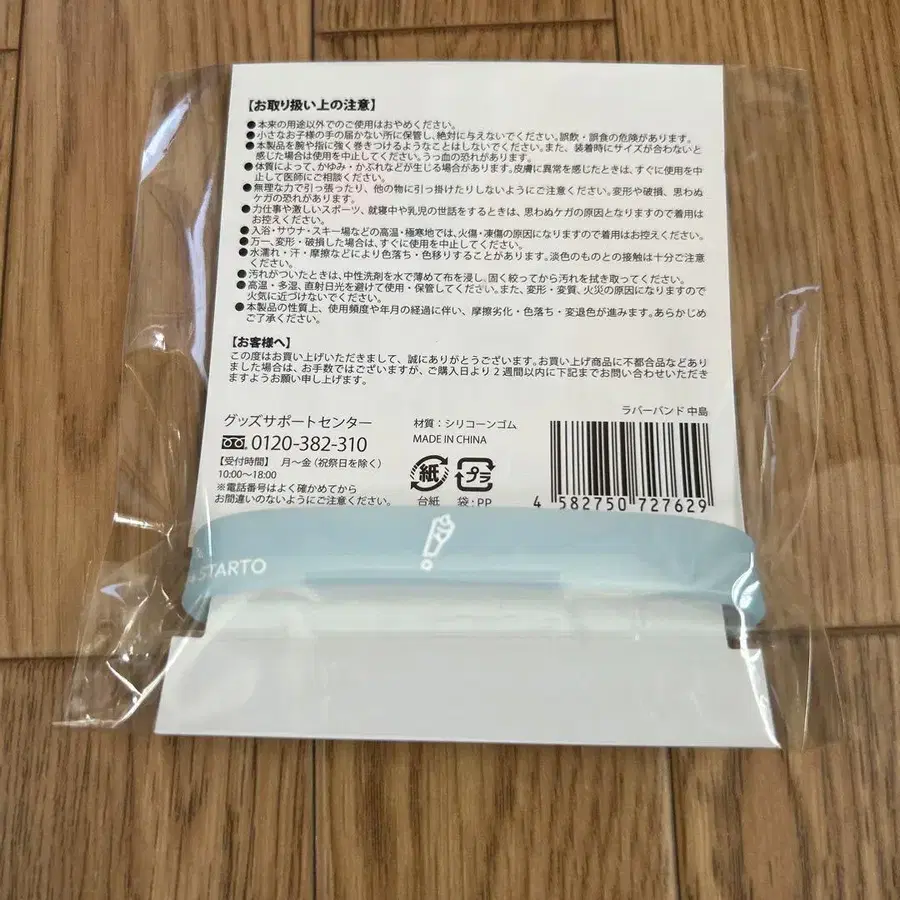 【お取り扱い上の注意】
●本来の用途以外でのご使用はおやめください。
●小さなお子様の手の届かない所に保管し、絶対に与えないでください。誤飲・誤食の危険があります。
●本製品を腕や指に強く巻きつけるようなことはしないでください。また、装着時にサイズが合わないと
感じた場合は使用を中止してください。うっ血の恐れがあります。
●体質によって、かゆみ・かぶれなどが生じる場合があります。皮膚に異常を感じたときは、すぐに使用を中
止して医師にご相談ください。
●無理な力で引っ張ったり、他の物に引っ掛けたりしないようにご注意ください。変形や破損、思わぬ
ケガの恐れがあります。
●力仕事や激しいスポーツ、就寝中や乳児の世話をするときは、思わぬケガの原因となりますので着用は
お控えください。
●入浴・サウナ・スキー場などの高温・極寒地では、火傷・凍傷の原因になりますので着用はお控えください。
●万一、変形・破損した場合は、すぐに使用を中止してください。
●水濡れ・汗・摩擦などにより色落ち・色移りすることがあります。淡色のものとの接触は十分ご注意
ください。
●汚れがついたときは、中性洗剤を水で薄めて布を浸し、固く絞ってから汚れを拭き取ってください。
●高温・多湿、直射日光を避けて使用・保管してください。また、変形・変質、火災の原因になりますので
火気に近づけないでください。
●本製品の性質上、使用頻度や年月の経過に伴い、摩擦劣化・色落ち・変退色が進みます。あらかじめ
ご了承ください。
【お客様へ】
この度はお買い上げいただきまして、誠にありがとうございます。お買い上げ商品に不都合品などあり
ました場合は、お手数ではございますが、ご購入日より2週間以内に下記までお問い合わせいただき
ますようお願い申し上げます。
グッズサポートセンター
0120-382-310
【受付時間】 月〜金（祝祭日を除く）
10:00〜18:00
※電話番号はよく確かめてから
お間違いのないようにご注意ください。
材質：シリコーンゴム
MADE IN CHINA
紙 プラ
台紙 袋：PP
ラバーバンド 中島
4 582750 727629
STARTO